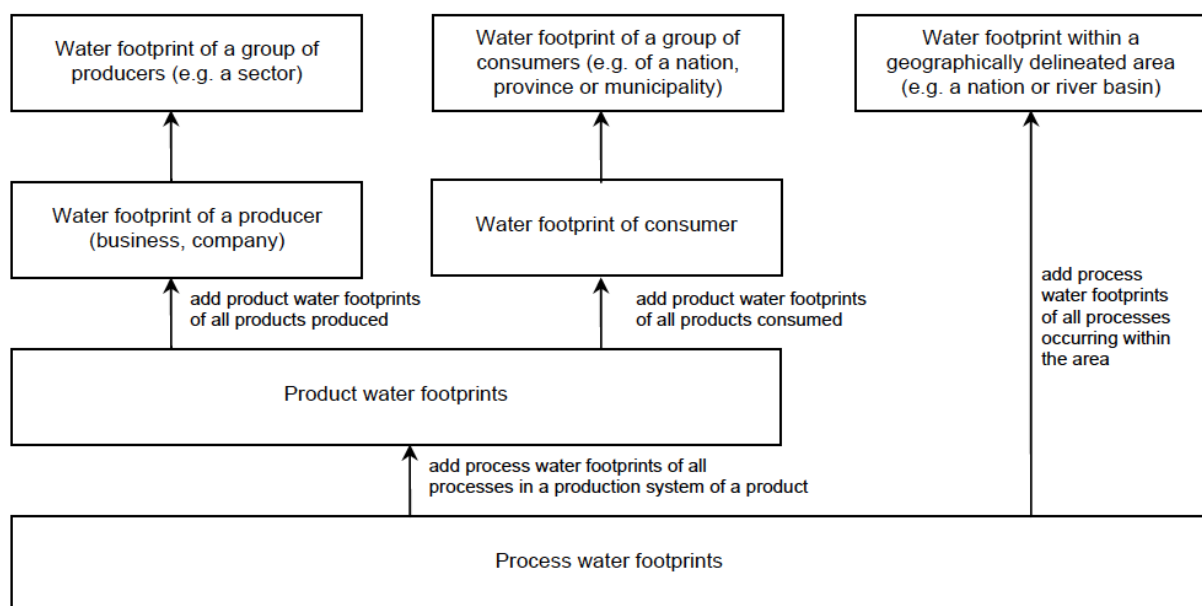 Water footprint of a group of
producers (e.g. a sector)
Water footprint of a group of
consumers (e.g. of a nation,
province or municipality)
Water footprint within a
geographically delineated area
(e.g. a nation or river basin)
Water footprint of a producer
(business, company)
Water footprint of consumer
add process
water footprints
of all processes
occurring within
the area
add product water footprints
of all products produced
add product water footprints
of all products consumed
Product water footprints
add process water footprints of all
processes in a production system of a product
Process water footprints